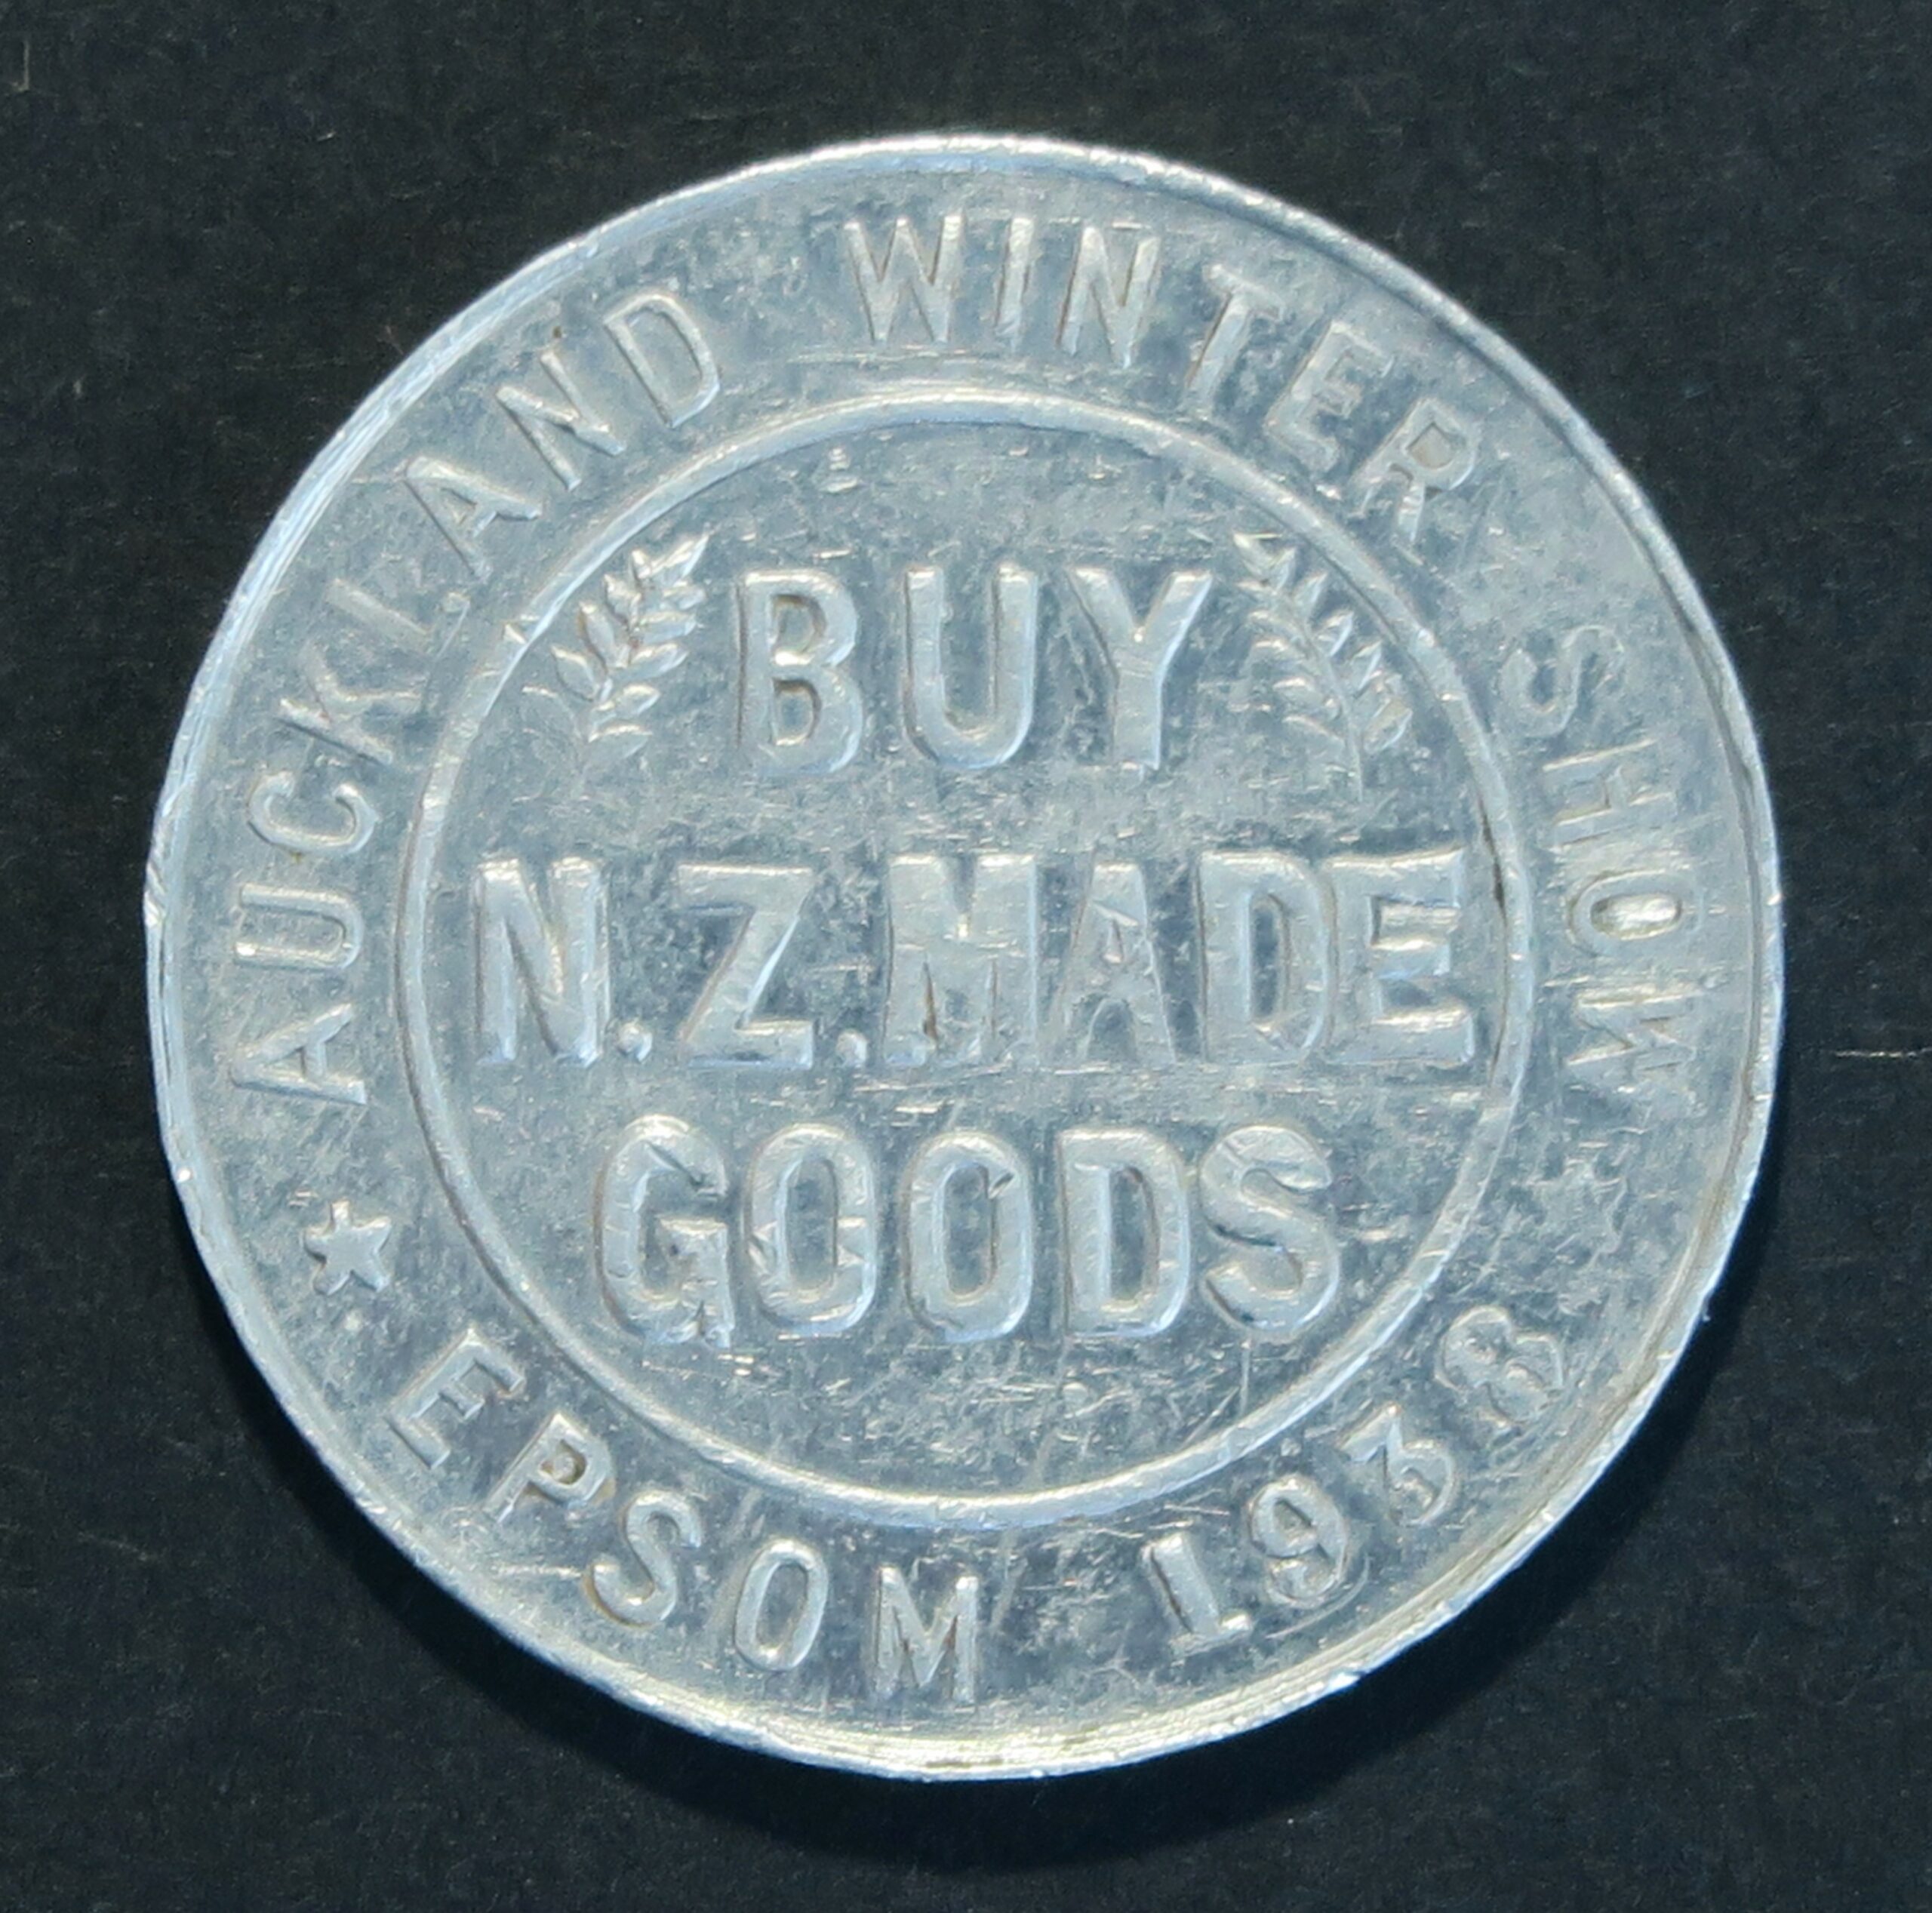 AUCKLAND WINTER SHOW
BUY
N.Z.MADE
GOODS
EPSOM 1938